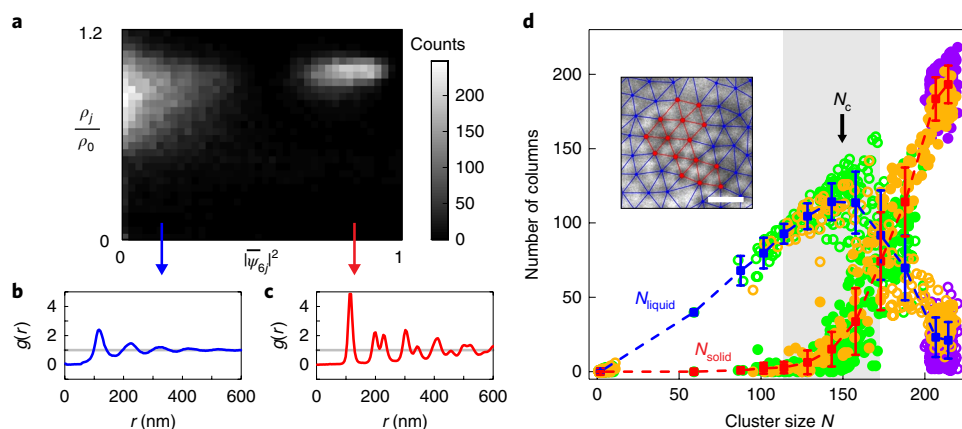 a
1.2
Counts
ρj
ρ0
200
150
100
50
0
0
0
|ψ̅6j|²
1
b
g(r)
4
2
0
0 200 400 600
r (nm)
c
g(r)
4
2
0
0 200 400 600
r (nm)
d
Number of columns
200
150
100
50
0
Nc
Nliquid
Nsolid
0 50 100 150 200
Cluster size N